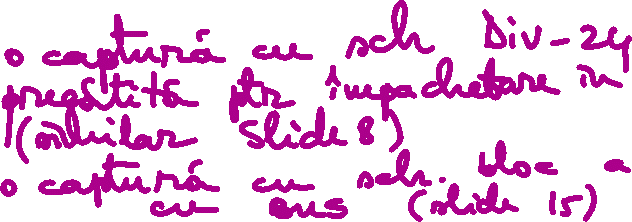 o captură cu sch Div-24
pregătită ptr împachetare în
(similar slide 8)
o captură cu sch. bloc a
cu ens (slide 15)